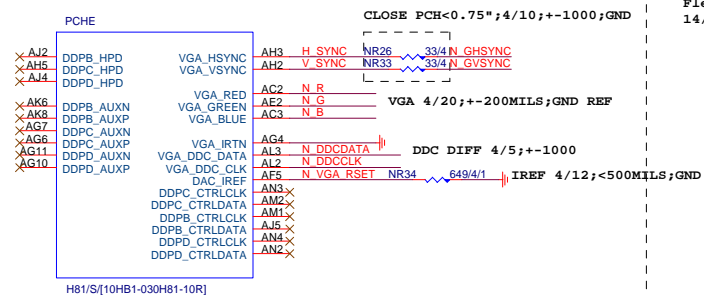 Fle
14/
CLOSE PCH<0.75";4/10;+-1000;GND
PCHE
AJ2 DDPB_HPD VGA_HSYNC AH3 H_SYNC NR26 33/4 N_GHSYNC
AH5 DDPC_HPD VGA_VSYNC AH2 V_SYNC NR33 33/4 N_GVSYNC
AJ4 DDPD_HPD
VGA_RED AC2 N_R
AK6 DDPB_AUXN VGA_GREEN AE2 N_G VGA 4/20;+-200MILS;GND REF
AK8 DDPB_AUXP VGA_BLUE AC3 N_B
AG7 DDPC_AUXN
AG6 DDPC_AUXP VGA_IRTN AG4
AG11 DDPD_AUXN VGA_DDC_DATA AL3 N_DDCDATA DDC DIFF 4/5;+-1000
AG10 DDPD_AUXP VGA_DDC_CLK AL2 N_DDCCLK
DAC_IREF AF5 N_VGA_RSET NR34 649/4/1 IREF 4/12;<500MILS;GND
DDPC_CTRLCLK AN3
DDPC_CTRLDATA AM2
DDPB_CTRLCLK AM1
DDPB_CTRLDATA AJ5
DDPD_CTRLCLK AN4
DDPD_CTRLDATA AN2
H81/S/[10HB1-030H81-10R]